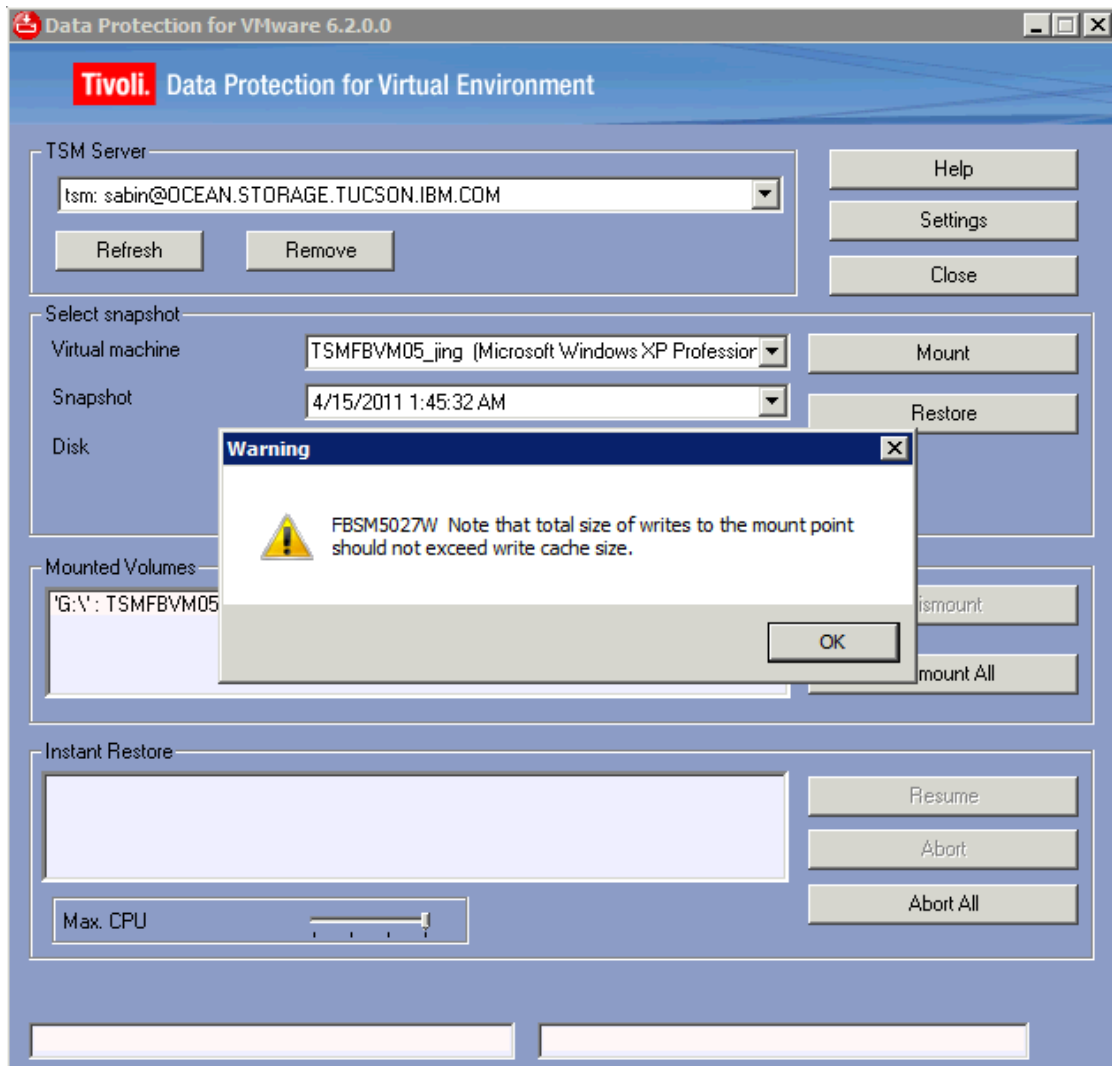 Data Protection for VMware 6.2.0.0
Tivoli. Data Protection for Virtual Environment
TSM Server
tsm: sabin@OCEAN.STORAGE.TUCSON.IBM.COM
Refresh
Remove
Help
Settings
Close
Select snapshot
Virtual machine
TSMFBVM05_jing (Microsoft Windows XP Profession
Mount
Snapshot
4/15/2011 1:45:32 AM
Restore
Disk
Warning
FBSM5027W Note that total size of writes to the mount point
should not exceed write cache size.
OK
Mounted Volumes
'G:\' : TSMFBVM05
ismount
mount All
Instant Restore
Resume
Abort
Abort All
Max. CPU